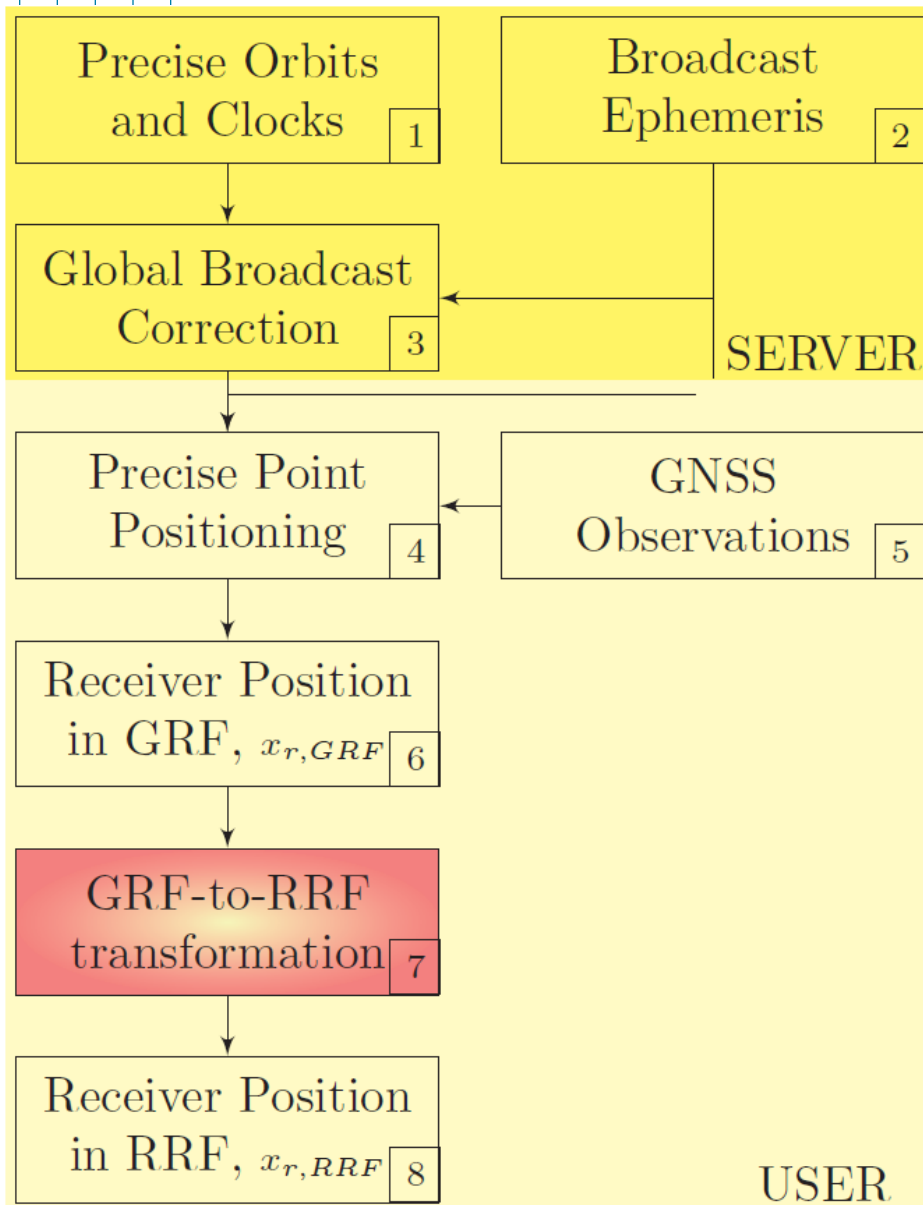 Precise Orbits
and Clocks
1
Broadcast
Ephemeris
2
Global Broadcast
Correction
3
SERVER
Precise Point
Positioning
4
GNSS
Observations
5
Receiver Position
in GRF, x_{r,GRF}
6
GRF-to-RRF
transformation
7
Receiver Position
in RRF, x_{r,RRF}
8
USER